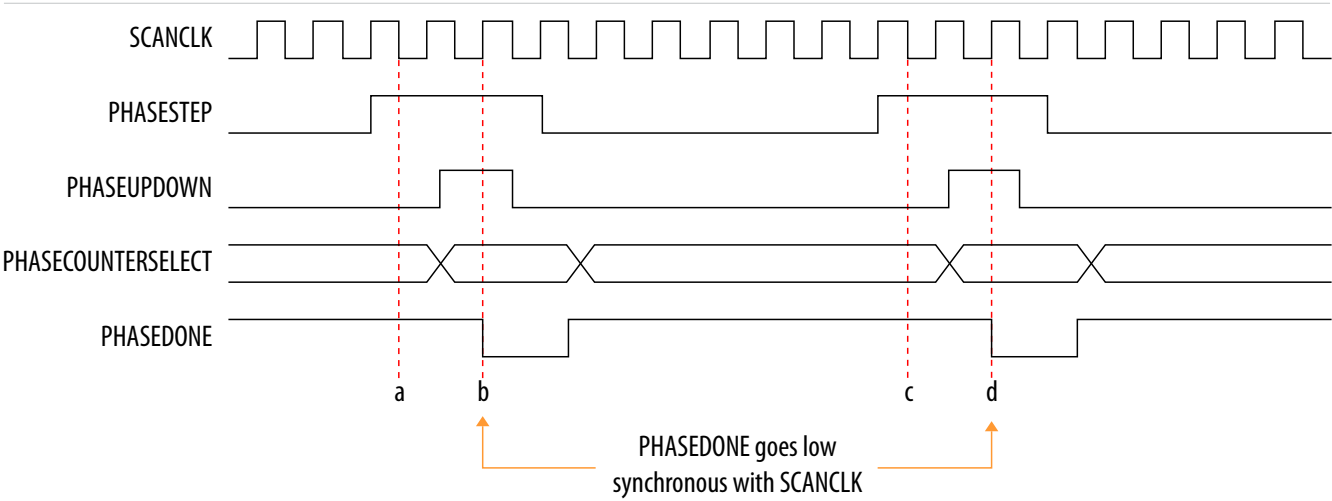 SCANCLK
PHASESTEP
PHASEUPDOWN
PHASECOUNTERSELECT
PHASEDONE
a b c d
PHASEDONE goes low
synchronous with SCANCLK